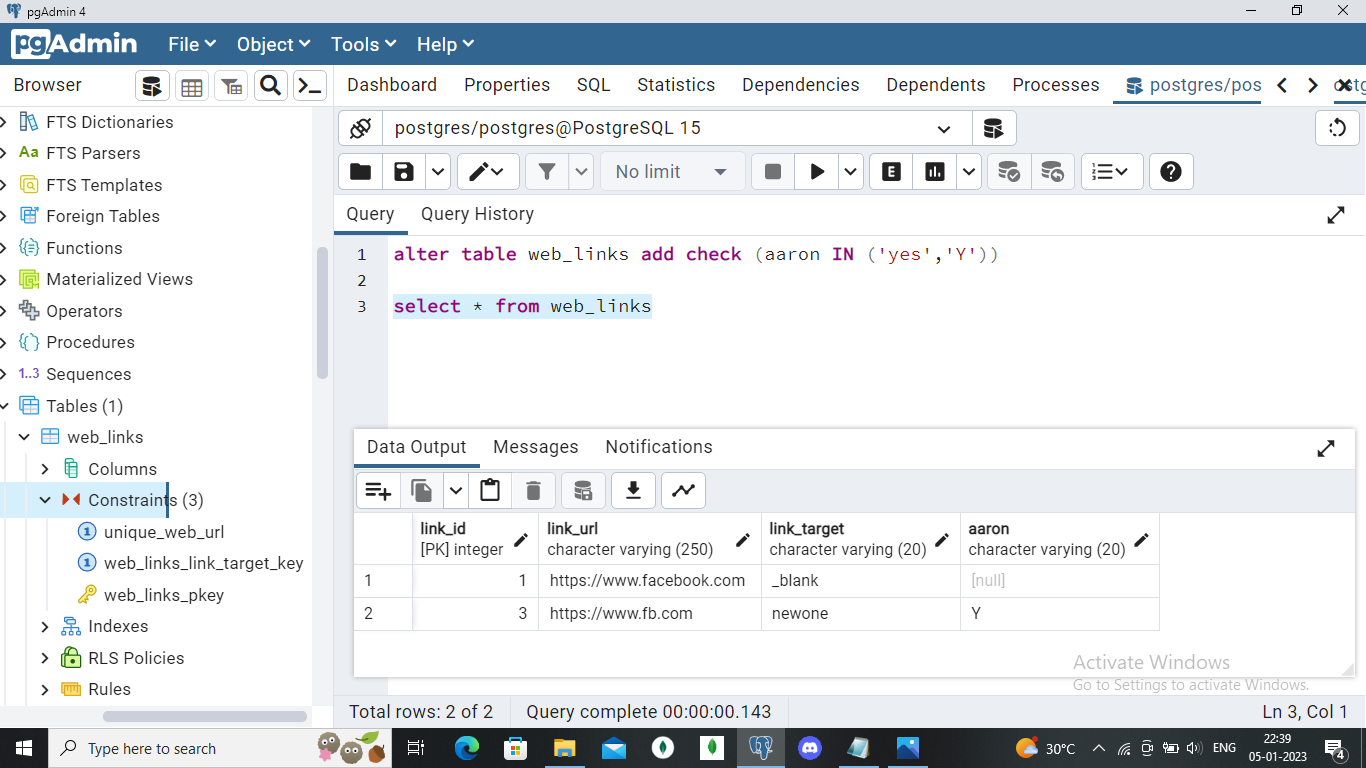 pgAdmin 4
pgAdmin File Object Tools Help
Browser
Dashboard Properties SQL Statistics Dependencies Dependents Processes postgres/pos
FTS Dictionaries
Aa FTS Parsers
FTS Templates
Foreign Tables
Functions
Materialized Views
Operators
Procedures
1..3 Sequences
Tables (1)
web_links
Columns
Constraints (3)
unique_web_url
web_links_link_target_key
web_links_pkey
Indexes
RLS Policies
Rules
postgres/postgres@PostgreSQL 15
No limit
E
Query Query History
1 alter table web_links add check (aaron IN ('yes','Y'))
2
3 select * from web_links
Data Output Messages Notifications
link_id link_url link_target aaron
[PK] integer character varying (250) character varying (20) character varying (20)
1 1 https://www.facebook.com _blank [null]
2 3 https://www.fb.com newone Y
Activate Windows
Go to Settings to activate Windows.
Total rows: 2 of 2 Query complete 00:00:00.143 Ln 3, Col 1
Type here to search
30°C ENG
22:39
05-01-2023
4